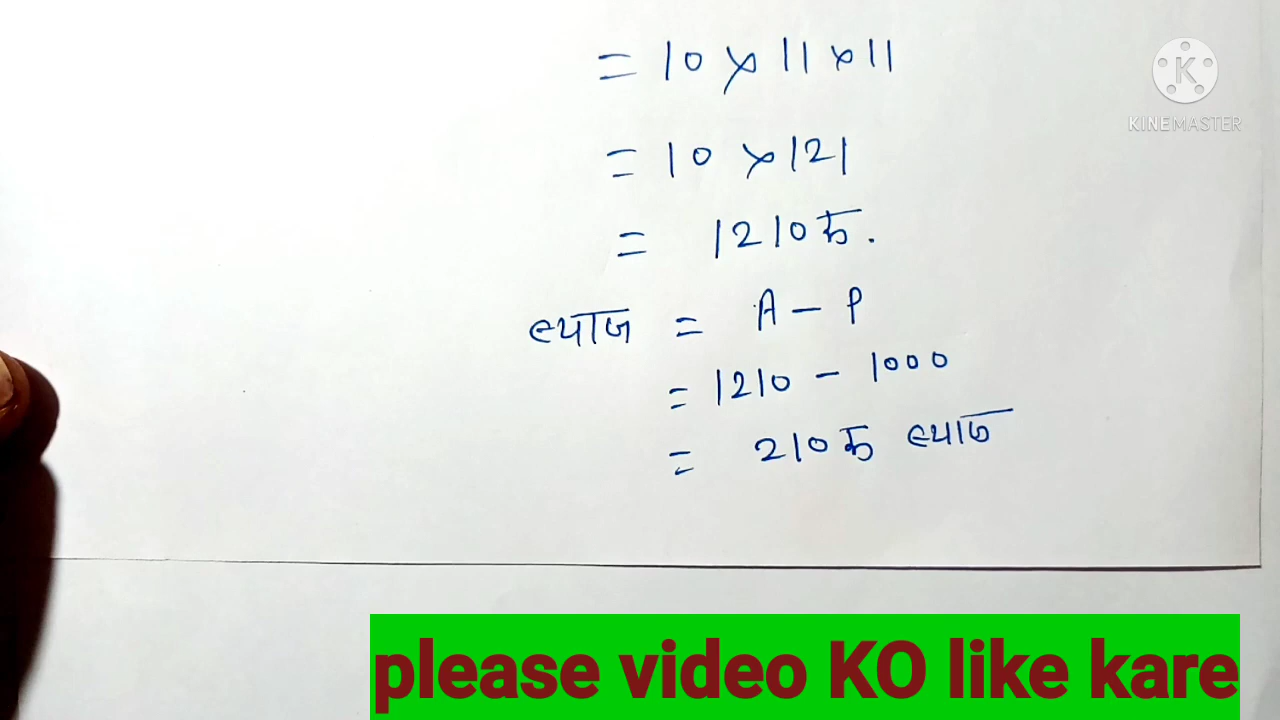 = 10 × 11 × 11
KINEMASTER
= 10 × 121
= 1210 रु.
ब्याज = A - P
= 1210 - 1000
= 210 रु ब्याज
please video KO like kare